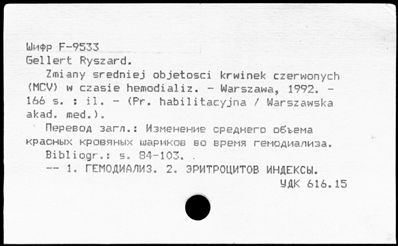 Шифр F-9533
Gellert Ryszard.
Zmiany sredniej objetosci krwinek czerwonych
(MCV) w czasie hemodializ. - Warszawa, 1992. -
166 s. : il. - (Pr. habilitacyjna / Warszawska
akad. med.).
Перевод загл.: Изменение среднего объема
красных кровяных шариков во время гемодиализа.
Bibliogr.: s. 84-103.
-- 1. ГЕМОДИАЛИЗ. 2. ЭРИТРОЦИТОВ ИНДЕКСЫ.
УДК 616.15